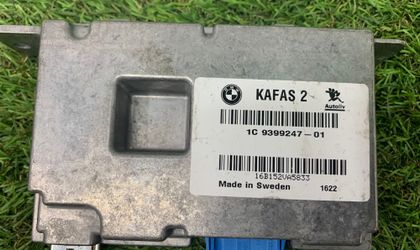 KAFAS 2
Autoliv
1C 9399247-01
16B152VA5833
Made in Sweden 1622